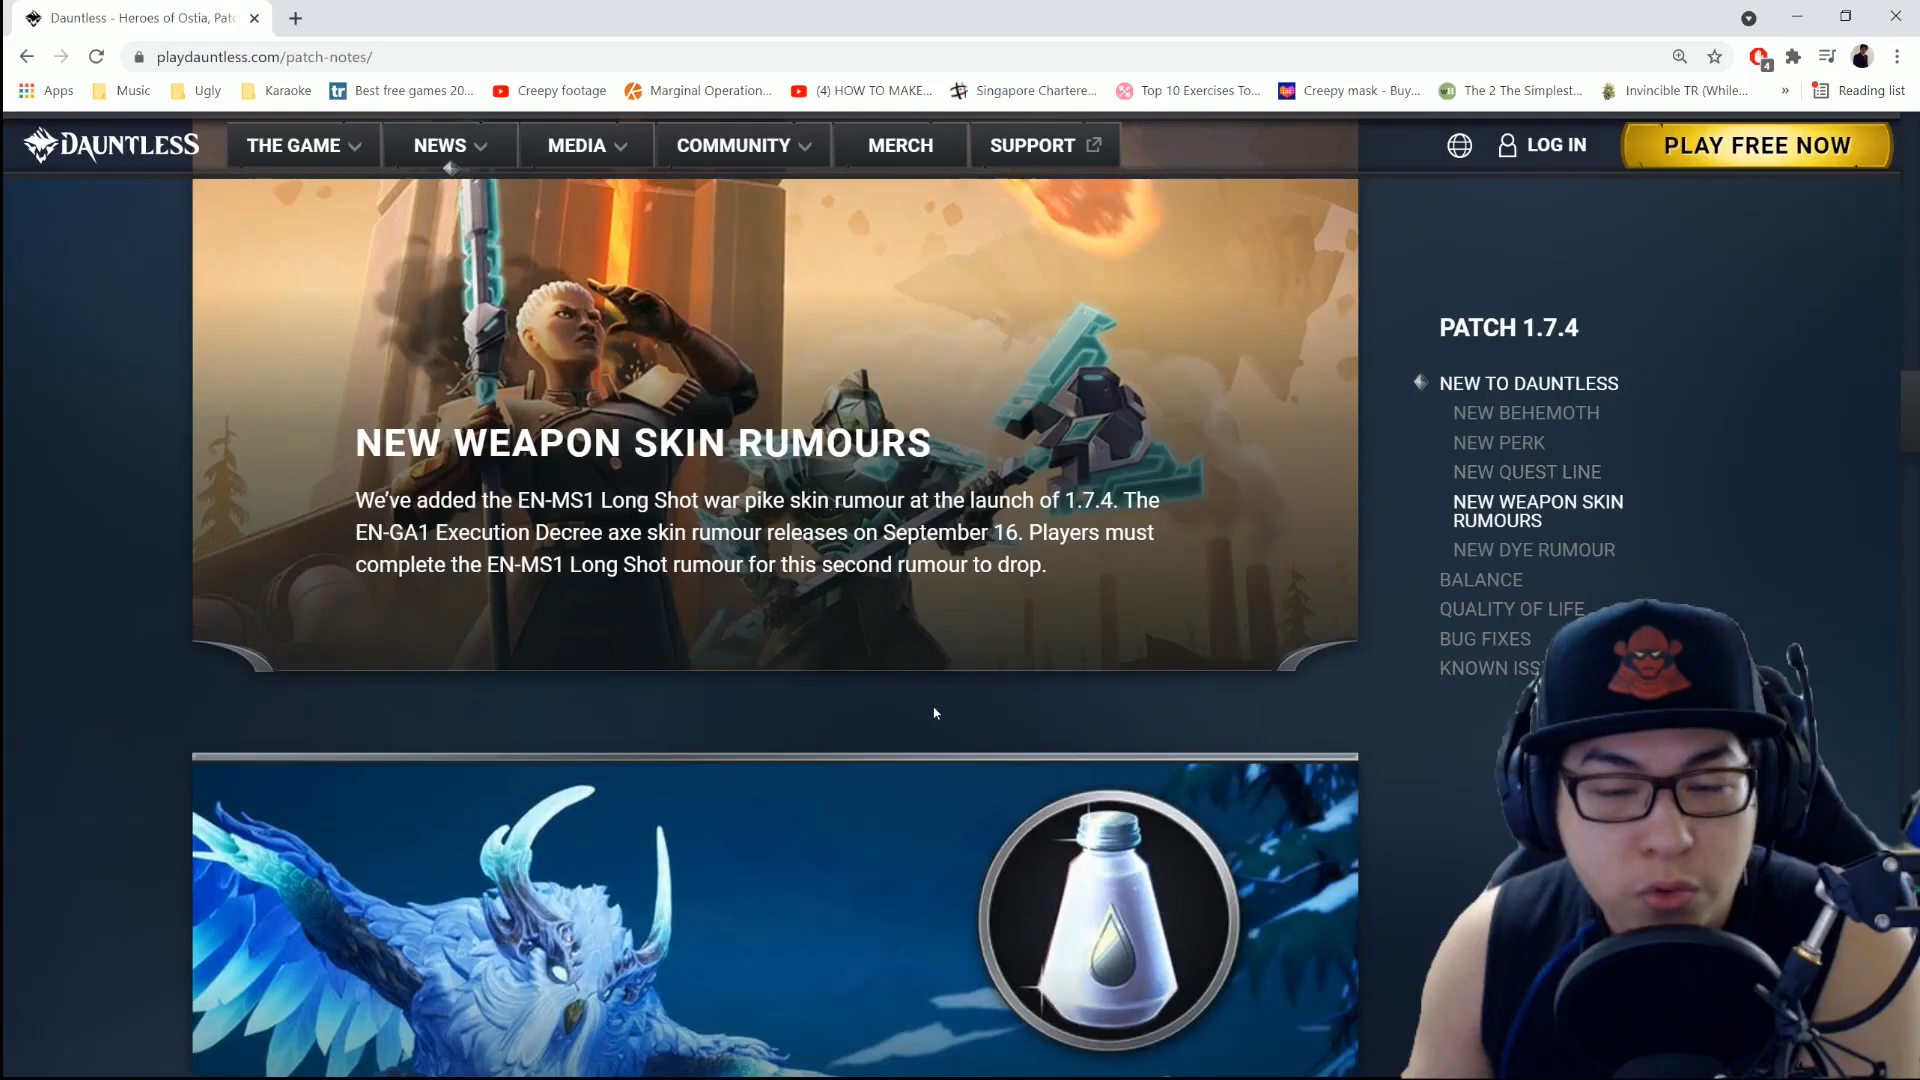 Dauntless - Heroes of Ostia, Patc
playdauntless.com/patch-notes/
4
Apps
Music
Ugly
Karaoke
tr
Best free games 20...
Creepy footage
Marginal Operation...
(4) HOW TO MAKE...
Singapore Chartere...
Top 10 Exercises To...
Creepy mask - Buy...
The 2 The Simplest...
Invincible TR (While...
»
Reading list
DAUNTLESS
THE GAME
NEWS
MEDIA
COMMUNITY
MERCH
SUPPORT
LOG IN
PLAY FREE NOW
NEW WEAPON SKIN RUMOURS
We've added the EN-MS1 Long Shot war pike skin rumour at the launch of 1.7.4. The
EN-GA1 Execution Decree axe skin rumour releases on September 16. Players must
complete the EN-MS1 Long Shot rumour for this second rumour to drop.
PATCH 1.7.4
NEW TO DAUNTLESS
NEW BEHEMOTH
NEW PERK
NEW QUEST LINE
NEW WEAPON SKIN
RUMOURS
NEW DYE RUMOUR
BALANCE
QUALITY OF LIFE
BUG FIXES
KNOWN ISS